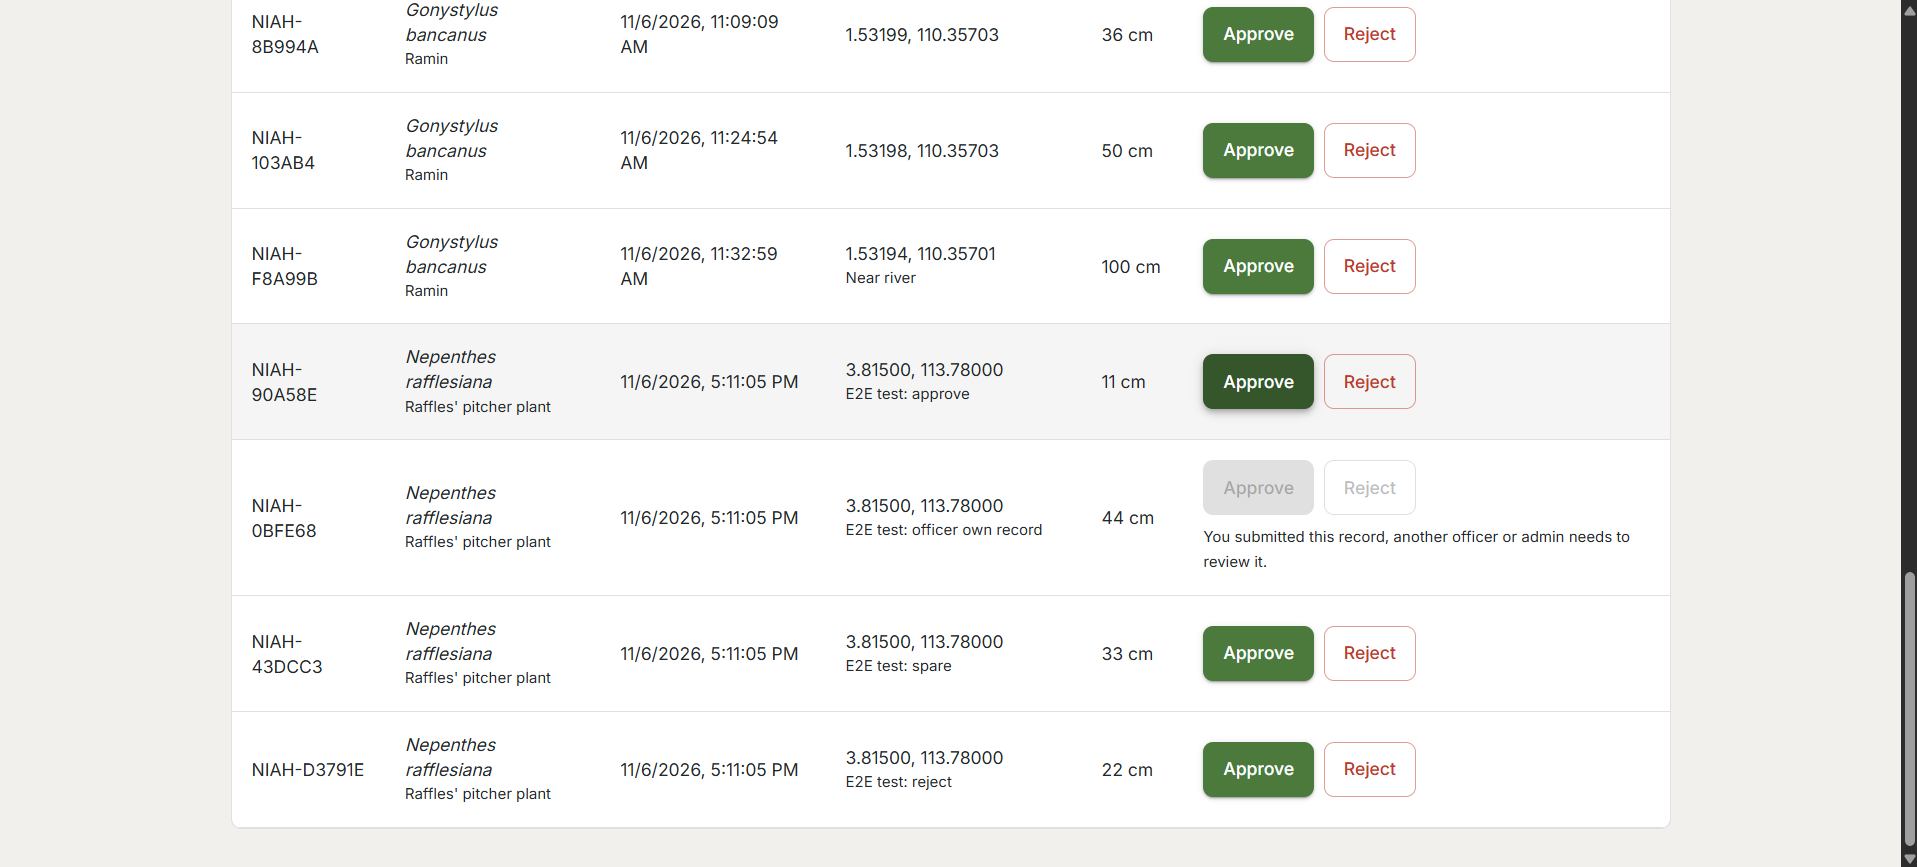 NIAH-
8B994A
Gonystylus
bancanus
Ramin
11/6/2026, 11:09:09
AM
1.53199, 110.35703
36 cm
Approve
Reject
NIAH-
103AB4
Gonystylus
bancanus
Ramin
11/6/2026, 11:24:54
AM
1.53198, 110.35703
50 cm
Approve
Reject
NIAH-
F8A99B
Gonystylus
bancanus
Ramin
11/6/2026, 11:32:59
AM
1.53194, 110.35701
Near river
100 cm
Approve
Reject
NIAH-
90A58E
Nepenthes
rafflesiana
Raffles' pitcher plant
11/6/2026, 5:11:05 PM
3.81500, 113.78000
E2E test: approve
11 cm
Approve
Reject
NIAH-
0BFE68
Nepenthes
rafflesiana
Raffles' pitcher plant
11/6/2026, 5:11:05 PM
3.81500, 113.78000
E2E test: officer own record
44 cm
Approve
Reject
You submitted this record, another officer or admin needs to
review it.
NIAH-
43DCC3
Nepenthes
rafflesiana
Raffles' pitcher plant
11/6/2026, 5:11:05 PM
3.81500, 113.78000
E2E test: spare
33 cm
Approve
Reject
NIAH-D3791E
Nepenthes
rafflesiana
Raffles' pitcher plant
11/6/2026, 5:11:05 PM
3.81500, 113.78000
E2E test: reject
22 cm
Approve
Reject